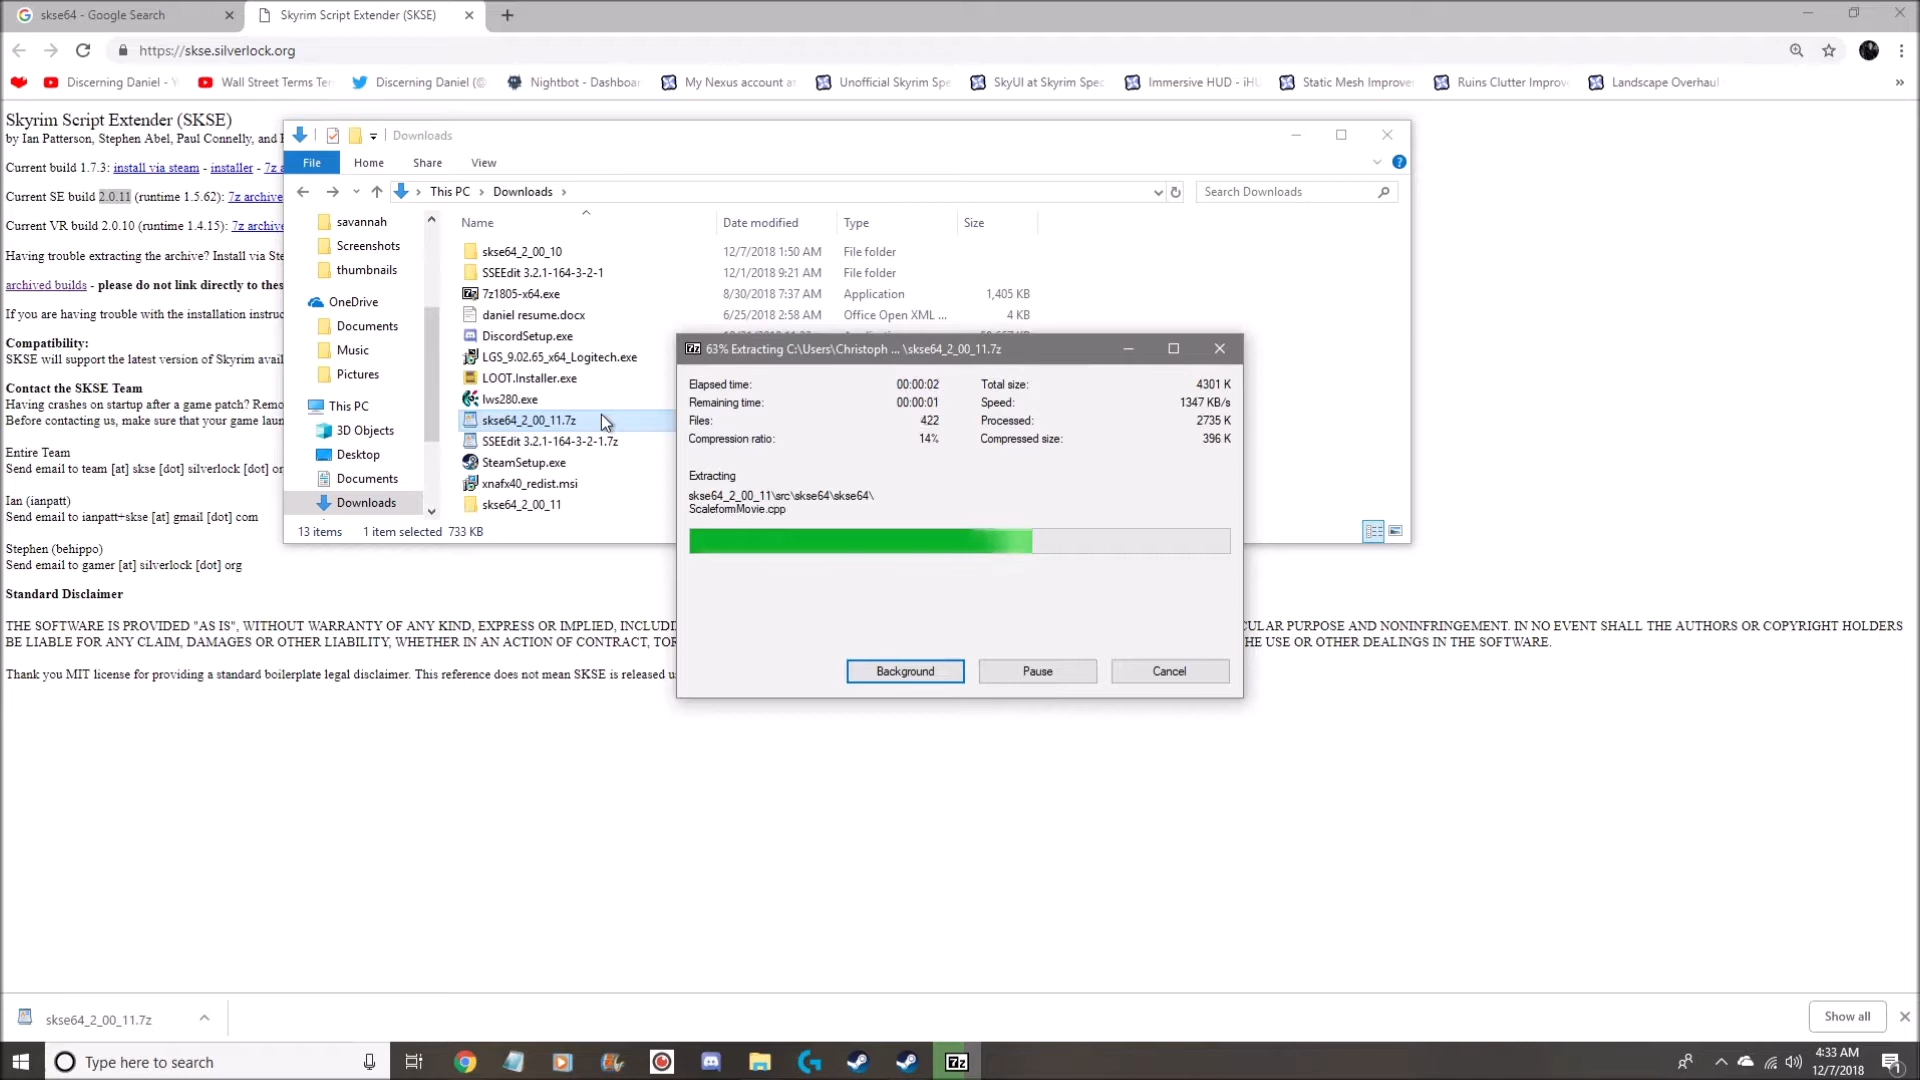 skse64 - Google Search
Skyrim Script Extender (SKSE)
https://skse.silverlock.org
Discerning Daniel - Y
Wall Street Terms Ter
Discerning Daniel (@
Nightbot - Dashboar
My Nexus account at
Unofficial Skyrim Spe
SkyUI at Skyrim Spec
Immersive HUD - iHU
Static Mesh Improve
Ruins Clutter Improv
Landscape Overhaul
»
Skyrim Script Extender (SKSE)
by Ian Patterson, Stephen Abel, Paul Connelly, and
Current build 1.7.3: install via steam - installer - 7z a
Current SE build 2.0.11 (runtime 1.5.62): 7z archive
Current VR build 2.0.10 (runtime 1.4.15): 7z archive
Having trouble extracting the archive? Install via Ste
archived builds - please do not link directly to thes
If you are having trouble with the installation instruc
Compatibility:
SKSE will support the latest version of Skyrim avail
Contact the SKSE Team
Having crashes on startup after a game patch? Remo
Before contacting us, make sure that your game laun
Entire Team
Send email to team [at] skse [dot] silverlock [dot] or
Ian (ianpatt)
Send email to ianpatt+skse [at] gmail [dot] com
Stephen (behippo)
Send email to gamer [at] silverlock [dot] org
Standard Disclaimer
THE SOFTWARE IS PROVIDED "AS IS", WITHOUT WARRANTY OF ANY KIND, EXPRESS OR IMPLIED, INCLUDI
CULAR PURPOSE AND NONINFRINGEMENT. IN NO EVENT SHALL THE AUTHORS OR COPYRIGHT HOLDERS
BE LIABLE FOR ANY CLAIM, DAMAGES OR OTHER LIABILITY, WHETHER IN AN ACTION OF CONTRACT, TOR
HE USE OR OTHER DEALINGS IN THE SOFTWARE.
Thank you MIT license for providing a standard boilerplate legal disclaimer. This reference does not mean SKSE is released u
Downloads
File
Home
Share
View
This PC > Downloads >
Search Downloads
savannah
Screenshots
thumbnails
OneDrive
Documents
Music
Pictures
This PC
3D Objects
Desktop
Documents
Downloads
Name Date modified Type Size
skse64_2_00_10 12/7/2018 1:50 AM File folder
SSEEdit 3.2.1-164-3-2-1 12/1/2018 9:21 AM File folder
7z1805-x64.exe 8/30/2018 7:37 AM Application 1,405 KB
daniel resume.docx 6/25/2018 2:58 AM Office Open XML ... 4 KB
DiscordSetup.exe
LGS_9.02.65_x64_Logitech.exe
LOOT.Installer.exe
lws280.exe
skse64_2_00_11.7z
SSEEdit 3.2.1-164-3-2-1.7z
SteamSetup.exe
xnafx40_redist.msi
skse64_2_00_11
13 items 1 item selected 733 KB
7z 63% Extracting C:\Users\Christoph ... \skse64_2_00_11.7z
Elapsed time: 00:00:02 Total size: 4301 K
Remaining time: 00:00:01 Speed: 1347 KB/s
Files: 422 Processed: 2735 K
Compression ratio: 14% Compressed size: 396 K
Extracting
skse64_2_00_11\src\skse64\skse64\
ScaleformMovie.cpp
Background
Pause
Cancel
skse64_2_00_11.7z
Show all
Type here to search
7z
4:33 AM
12/7/2018
1